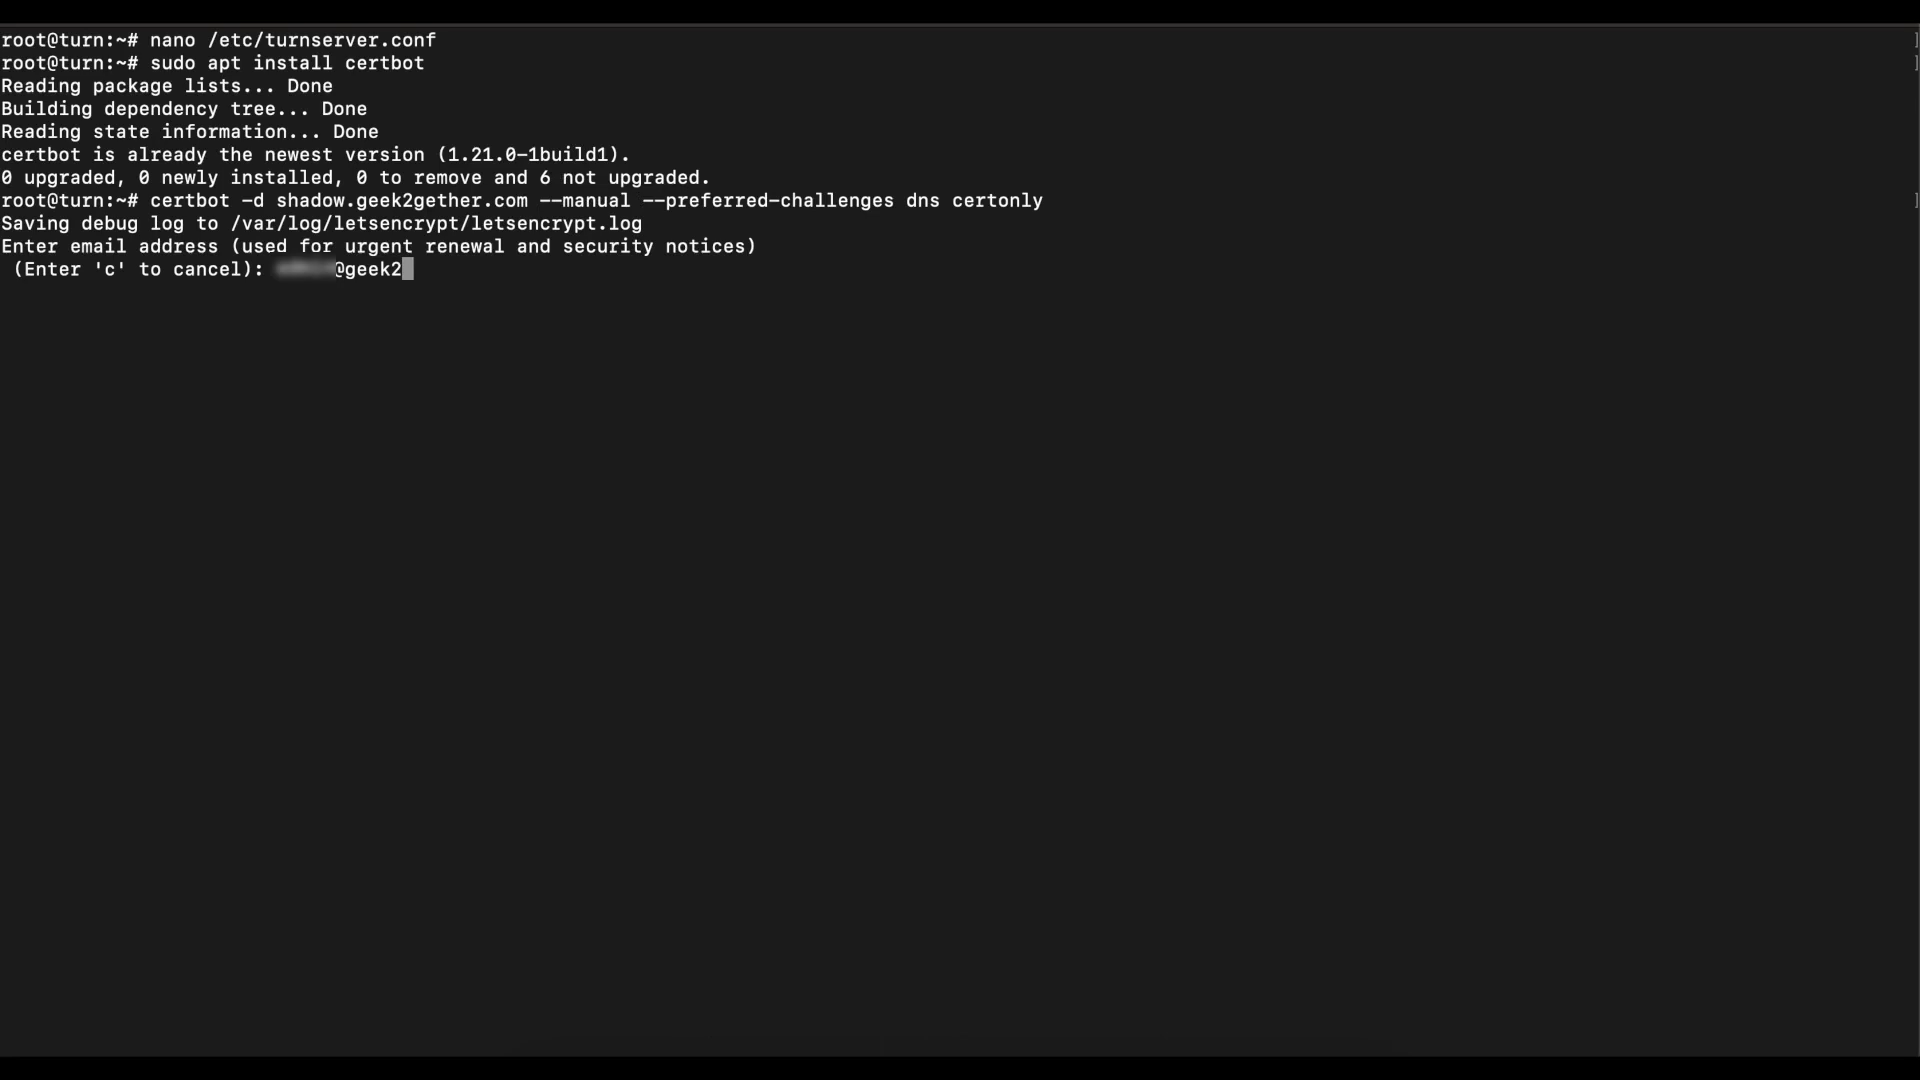 root@turn:~# nano /etc/turnserver.conf
root@turn:~# sudo apt install certbot
Reading package lists... Done
Building dependency tree... Done
Reading state information... Done
certbot is already the newest version (1.21.0-1build1).
0 upgraded, 0 newly installed, 0 to remove and 6 not upgraded.
root@turn:~# certbot -d shadow.geek2gether.com --manual --preferred-challenges dns certonly
Saving debug log to /var/log/letsencrypt/letsencrypt.log
Enter email address (used for urgent renewal and security notices)
(Enter 'c' to cancel): @geek2